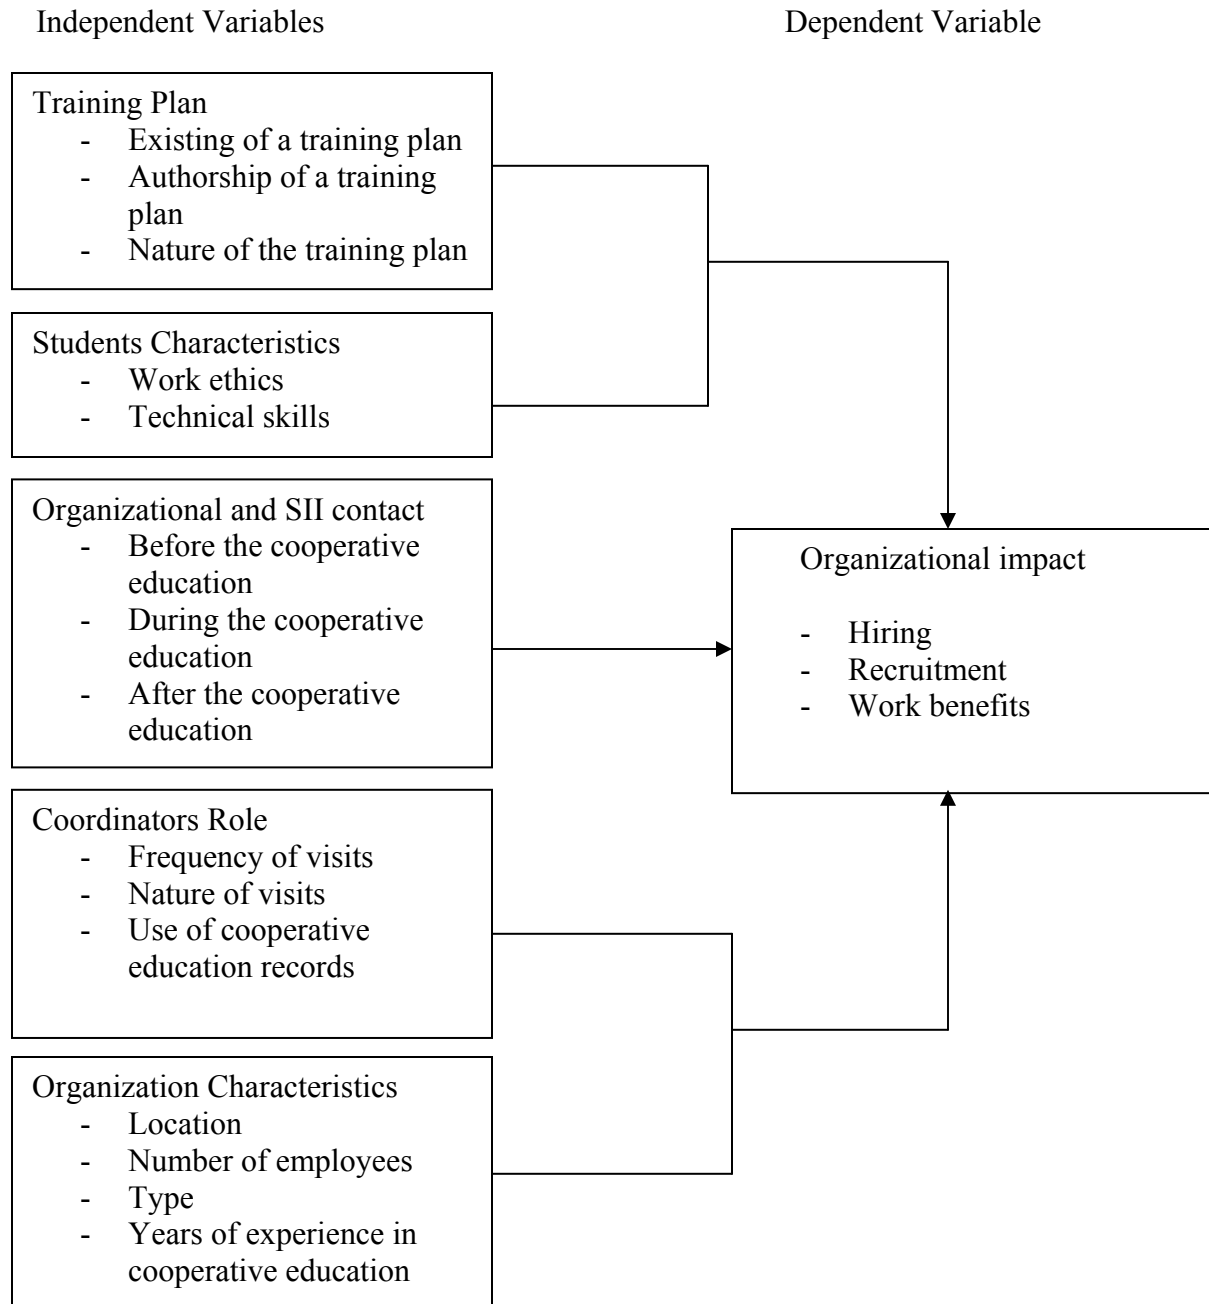 Independent Variables
Dependent Variable
Training Plan
- Existing of a training plan
- Authorship of a training
plan
- Nature of the training plan
Students Characteristics
- Work ethics
- Technical skills
Organizational and SII contact
- Before the cooperative
education
- During the cooperative
education
- After the cooperative
education
Organizational impact
- Hiring
- Recruitment
- Work benefits
Coordinators Role
- Frequency of visits
- Nature of visits
- Use of cooperative
education records
Organization Characteristics
- Location
- Number of employees
- Type
- Years of experience in
cooperative education